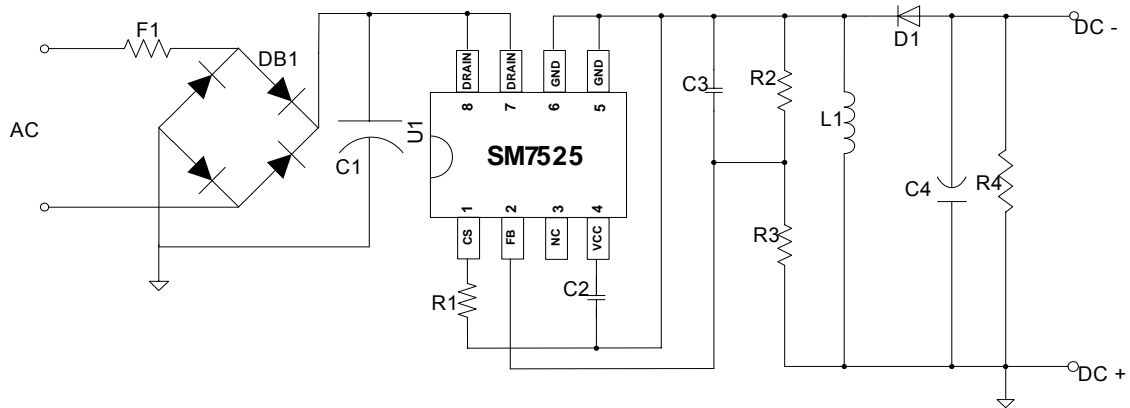 F1
DB1
AC
C1
U1
DRAIN
DRAIN
GND
GND
8
7
6
5
SM7525
1
2
3
4
CS
FB
NC
VCC
R1
C2
C3
R2
L1
R3
D1
C4
R4
DC -
DC +